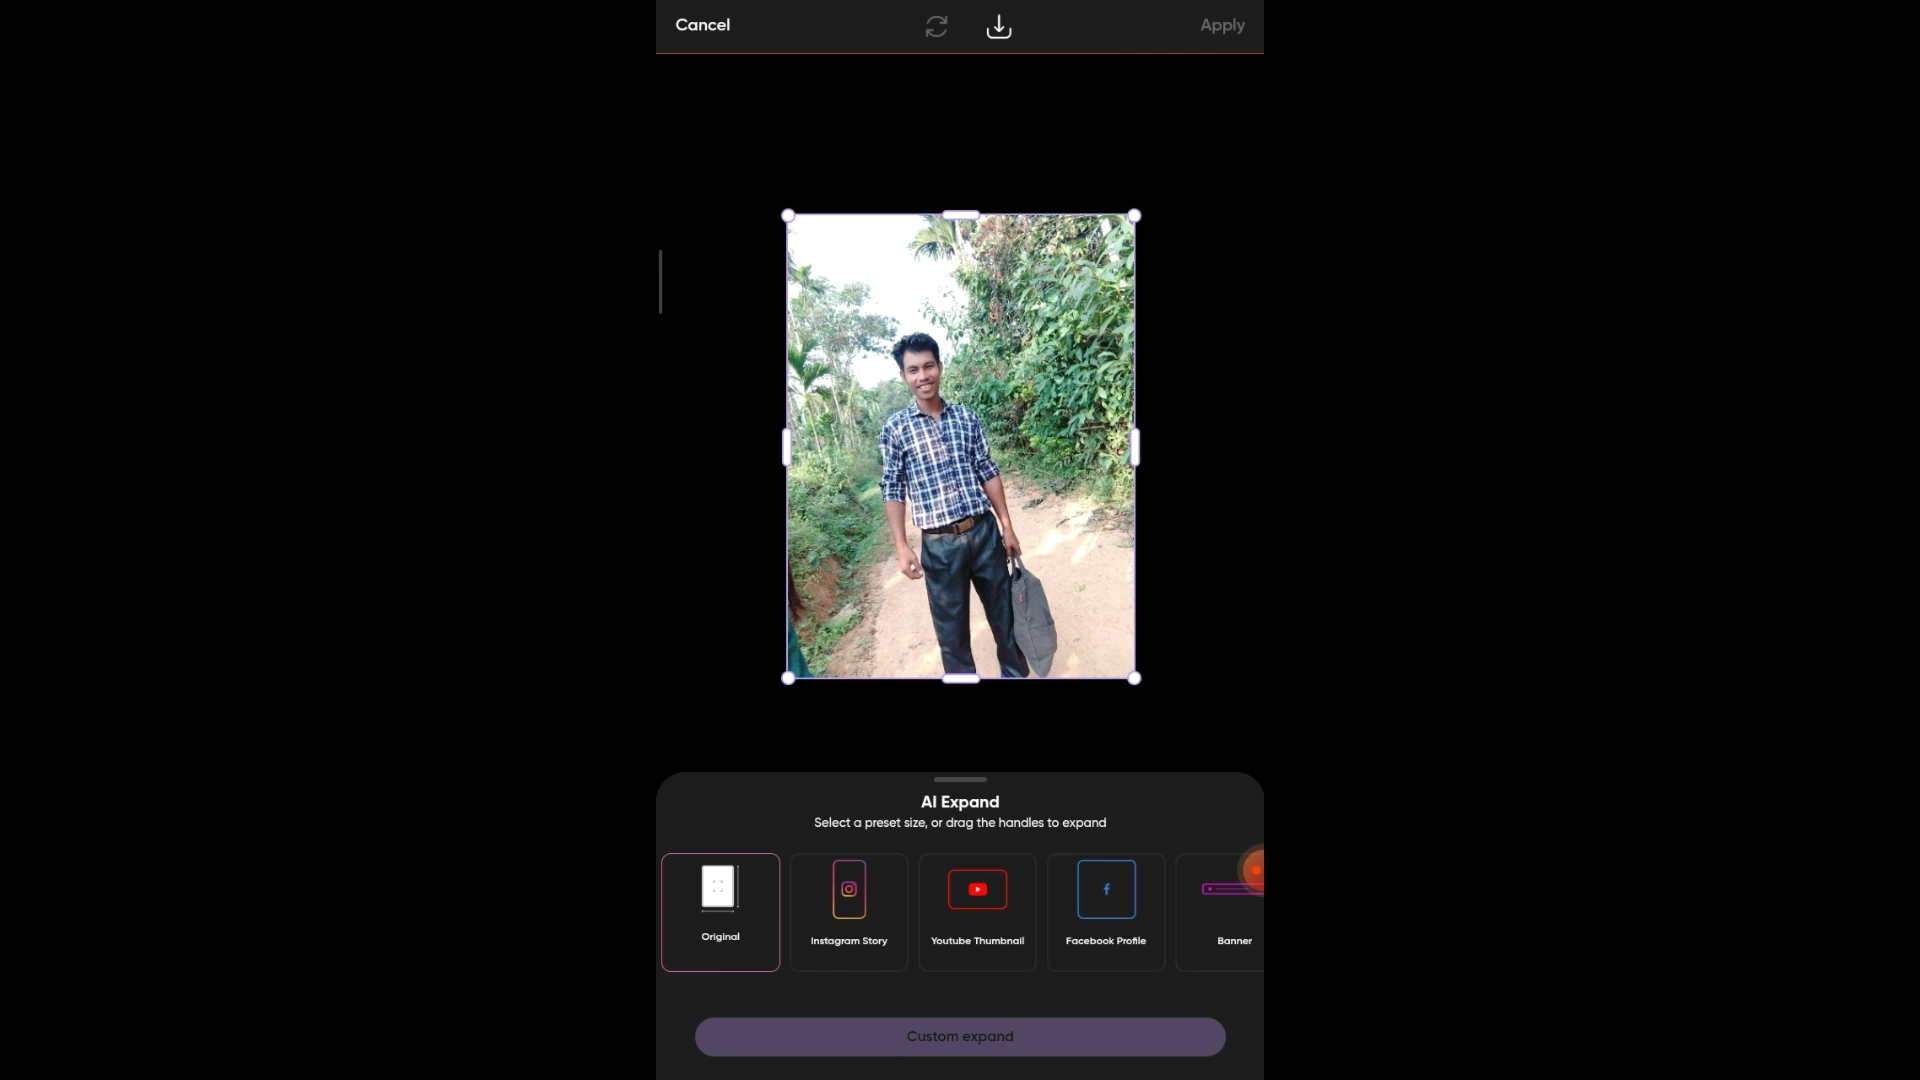 Cancel
Apply
AI Expand
Select a preset size, or drag the handles to expand
Original
Instagram Story
Youtube Thumbnail
Facebook Profile
Banner
Custom expand